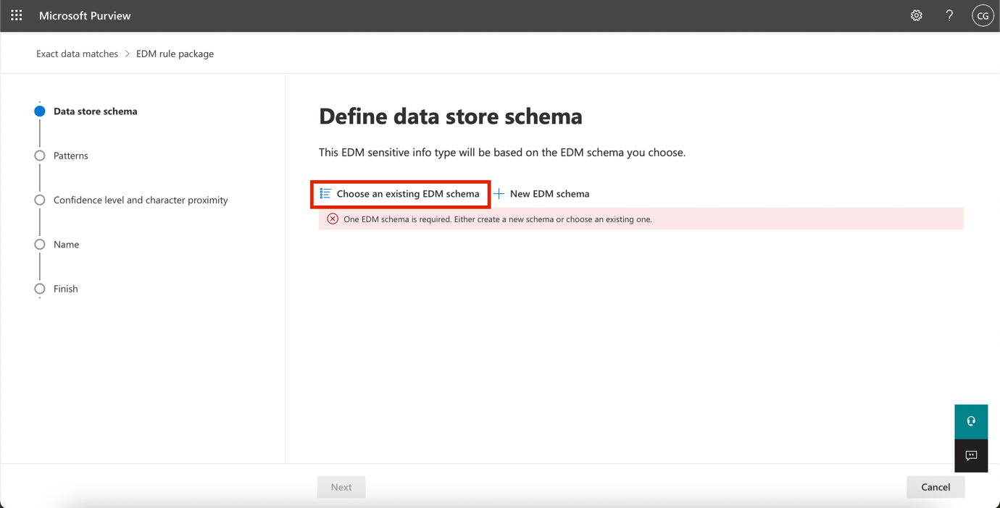 Microsoft Purview
?
CG
Exact data matches > EDM rule package
Data store schema
Patterns
Confidence level and character proximity
Name
Finish
Define data store schema
This EDM sensitive info type will be based on the EDM schema you choose.
Choose an existing EDM schema + New EDM schema
One EDM schema is required. Either create a new schema or choose an existing one.
Next
Cancel